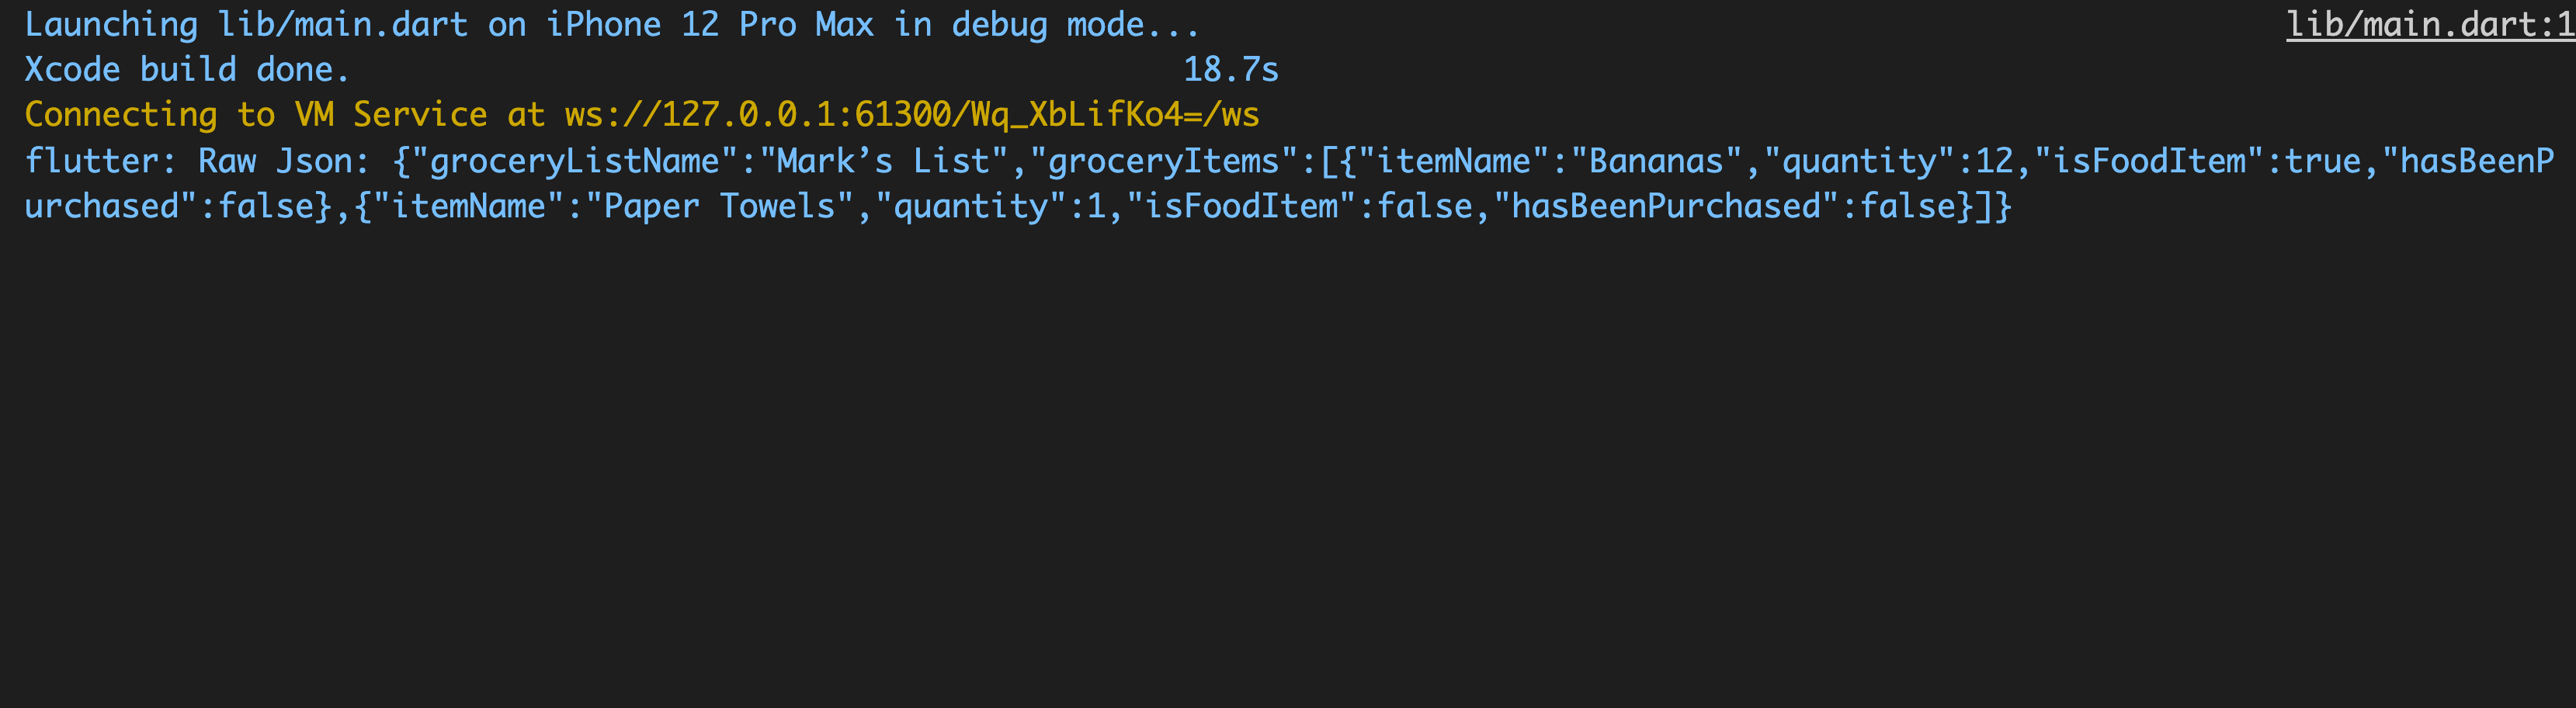 Launching lib/main.dart on iPhone 12 Pro Max in debug mode... lib/main.dart:1
Xcode build done. 18.7s
Connecting to VM Service at ws://127.0.0.1:61300/Wq_XbLifKo4=/ws
flutter: Raw Json: {"groceryListName":"Mark’s List","groceryItems":[{"itemName":"Bananas","quantity":12,"isFoodItem":true,"hasBeenP
urchased":false},{"itemName":"Paper Towels","quantity":1,"isFoodItem":false,"hasBeenPurchased":false}]}